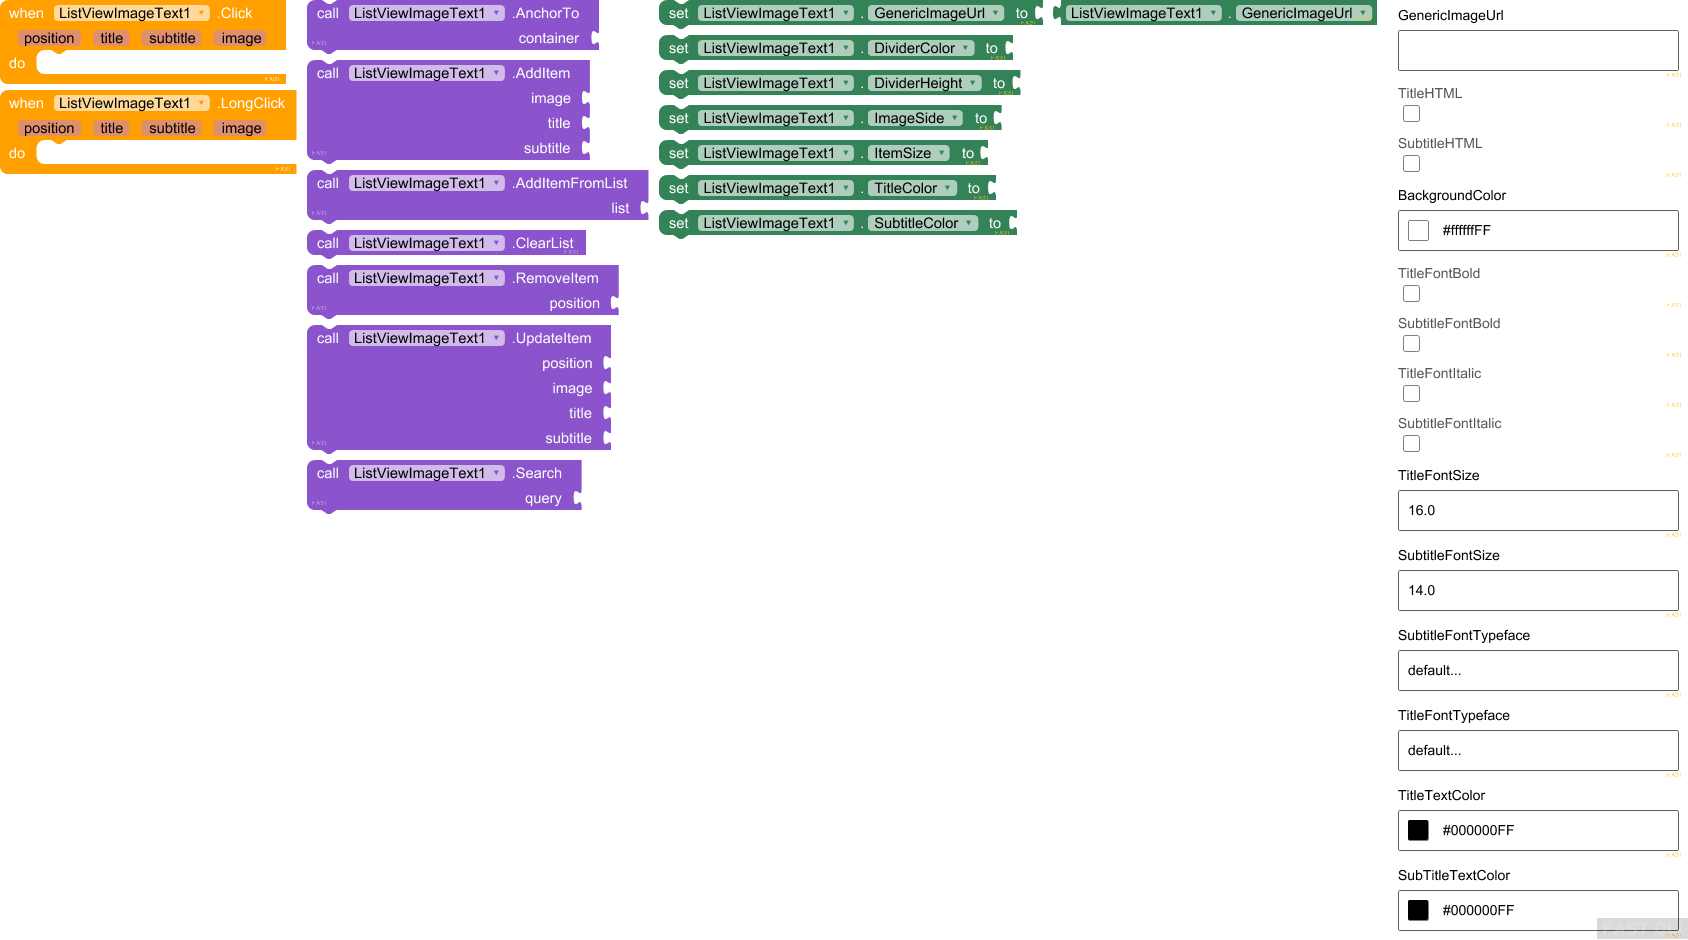 when ListViewImageText1 .Click
position title subtitle image
do
when ListViewImageText1 .LongClick
position title subtitle image
do
call ListViewImageText1 .AnchorTo
container
call ListViewImageText1 .AddItem
image
title
subtitle
call ListViewImageText1 .AddItemFromList
list
call ListViewImageText1 .ClearList
call ListViewImageText1 .RemoveItem
position
call ListViewImageText1 .UpdateItem
position
image
title
subtitle
call ListViewImageText1 .Search
query
set ListViewImageText1 . GenericImageUrl to
ListViewImageText1 . GenericImageUrl
set ListViewImageText1 . DividerColor to
set ListViewImageText1 . DividerHeight to
set ListViewImageText1 . ImageSide to
set ListViewImageText1 . ItemSize to
set ListViewImageText1 . TitleColor to
set ListViewImageText1 . SubtitleColor to
GenericImageUrl
TitleHTML
SubtitleHTML
BackgroundColor
#ffffffFF
TitleFontBold
SubtitleFontBold
TitleFontItalic
SubtitleFontItalic
TitleFontSize
16.0
SubtitleFontSize
14.0
SubtitleFontTypeface
default...
TitleFontTypeface
default...
TitleTextColor
#000000FF
SubTitleTextColor
#000000FF